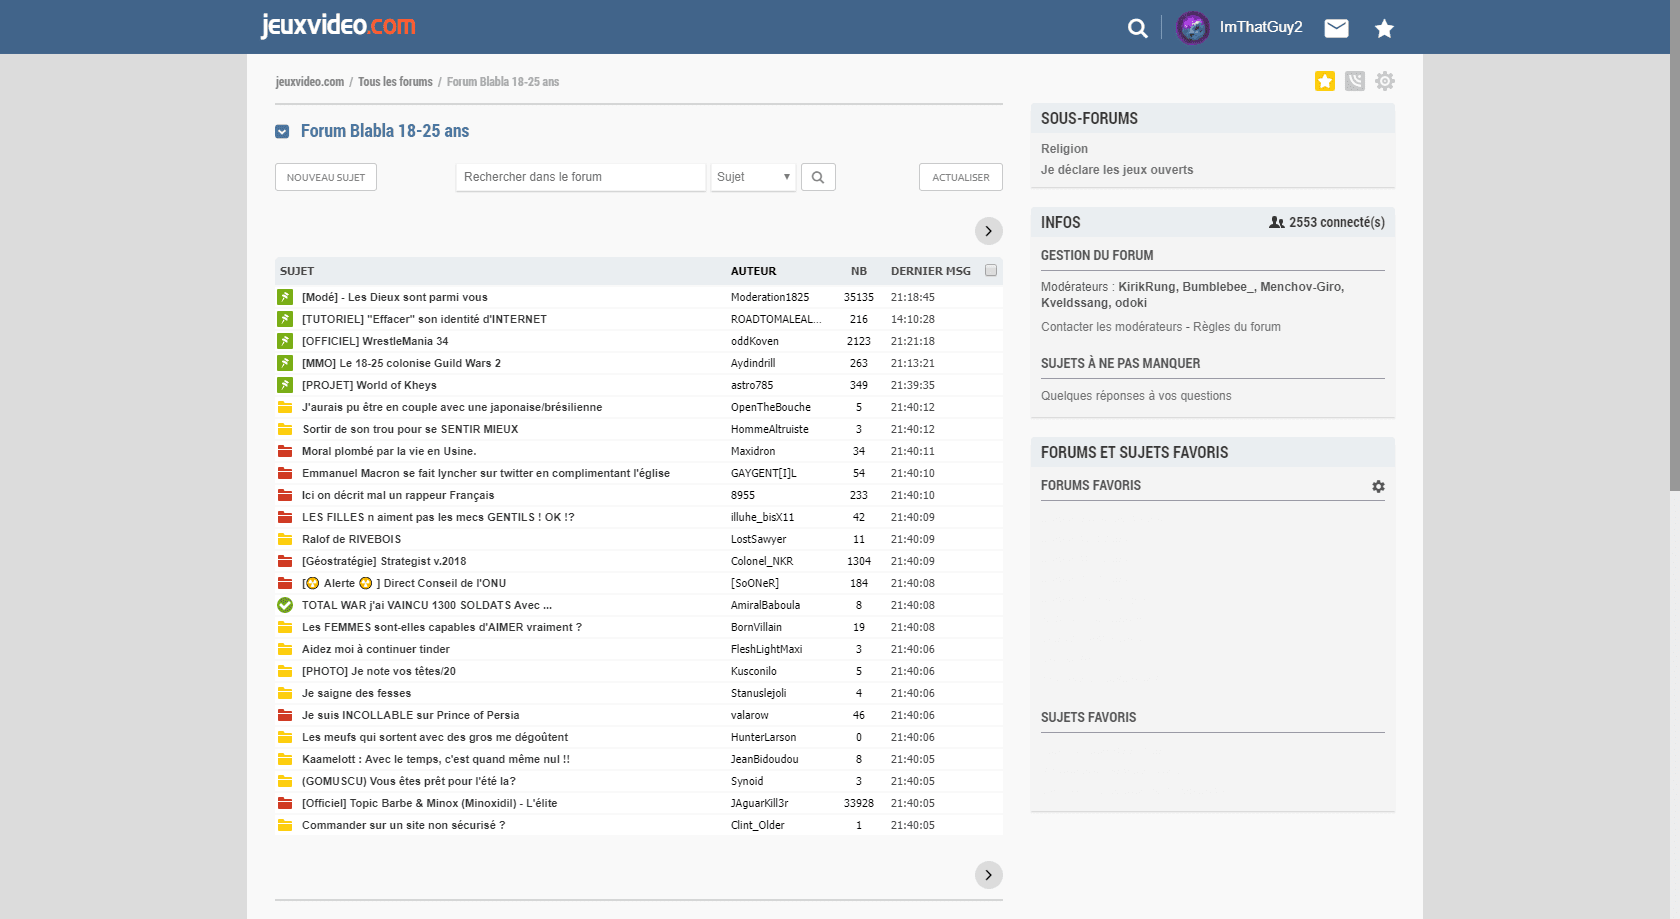 jeuxvideo.com
ImThatGuy2
jeuxvideo.com / Tous les forums / Forum Blabla 18-25 ans
Forum Blabla 18-25 ans
NOUVEAU SUJET
Rechercher dans le forum
Sujet
ACTUALISER
SUJET AUTEUR NB DERNIER MSG
[Modé] - Les Dieux sont parmi vous Moderation1825 35135 21:18:45
[TUTORIEL] "Effacer" son identité d'INTERNET ROADTOMALEAL... 216 14:10:28
[OFFICIEL] WrestleMania 34 oddKoven 2123 21:21:18
[MMO] Le 18-25 colonise Guild Wars 2 Aydindrill 263 21:13:21
[PROJET] World of Kheys astro785 349 21:39:35
J'aurais pu être en couple avec une japonaise/brésilienne OpenTheBouche 5 21:40:12
Sortir de son trou pour se SENTIR MIEUX HommeAltruiste 3 21:40:12
Moral plombé par la vie en Usine. Maxidron 34 21:40:11
Emmanuel Macron se fait lyncher sur twitter en complimentant l'église GAYGENT[I]L 54 21:40:10
Ici on décrit mal un rappeur Français 8955 233 21:40:10
LES FILLES n aiment pas les mecs GENTILS ! OK !? illuhe_bisX11 42 21:40:09
Ralof de RIVEBOIS LostSawyer 11 21:40:09
[Géostratégie] Strategist v.2018 Colonel_NKR 1304 21:40:09
[ Alerte ] Direct Conseil de l'ONU [SoONeR] 184 21:40:08
TOTAL WAR j'ai VAINCU 1300 SOLDATS Avec ... AmiralBaboula 8 21:40:08
Les FEMMES sont-elles capables d'AIMER vraiment ? BornVillain 19 21:40:08
Aidez moi à continuer tinder FleshLightMaxi 3 21:40:06
[PHOTO] Je note vos têtes/20 Kusconilo 5 21:40:06
Je saigne des fesses Stanuslejoli 4 21:40:06
Je suis INCOLLABLE sur Prince of Persia valarow 46 21:40:06
Les meufs qui sortent avec des gros me dégoûtent HunterLarson 0 21:40:06
Kaamelott : Avec le temps, c'est quand même nul !! JeanBidoudou 8 21:40:05
(GOMUSCU) Vous êtes prêt pour l'été la? Synoid 3 21:40:05
[Officiel] Topic Barbe & Minox (Minoxidil) - L'élite JAguarKill3r 33928 21:40:05
Commander sur un site non sécurisé ? Clint_Older 1 21:40:05
SOUS-FORUMS
Religion
Je déclare les jeux ouverts
INFOS 2553 connecté(s)
GESTION DU FORUM
Modérateurs : KirikRung, Bumblebee_, Menchov-Giro,
Kveldssang, odoki
Contacter les modérateurs - Règles du forum
SUJETS À NE PAS MANQUER
Quelques réponses à vos questions
FORUMS ET SUJETS FAVORIS
FORUMS FAVORIS
SUJETS FAVORIS